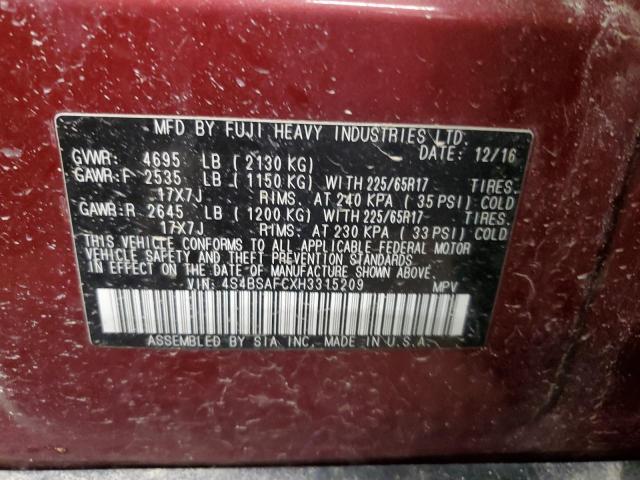 MFD BY FUJI HEAVY INDUSTRIES LTD.
DATE: 12/16
GVWR: 4695 LB ( 2130 KG)
GAWR:F 2535 LB ( 1150 KG) WITH 225/65R17 TIRES.
17X7J RIMS. AT 240 KPA ( 35 PSI) COLD
GAWR:R 2645 LB ( 1200 KG) WITH 225/65R17 TIRES.
17X7J RIMS. AT 230 KPA ( 33 PSI) COLD
THIS VEHICLE CONFORMS TO ALL APPLICABLE FEDERAL MOTOR
VEHICLE SAFETY AND THEFT PREVENTION STANDARDS
IN EFFECT ON THE DATE OF MANUFACTURE SHOWN ABOVE.
VIN: 4S4BSAFCXH3315209 MPV
ASSEMBLED BY SIA INC, MADE IN U.S.A